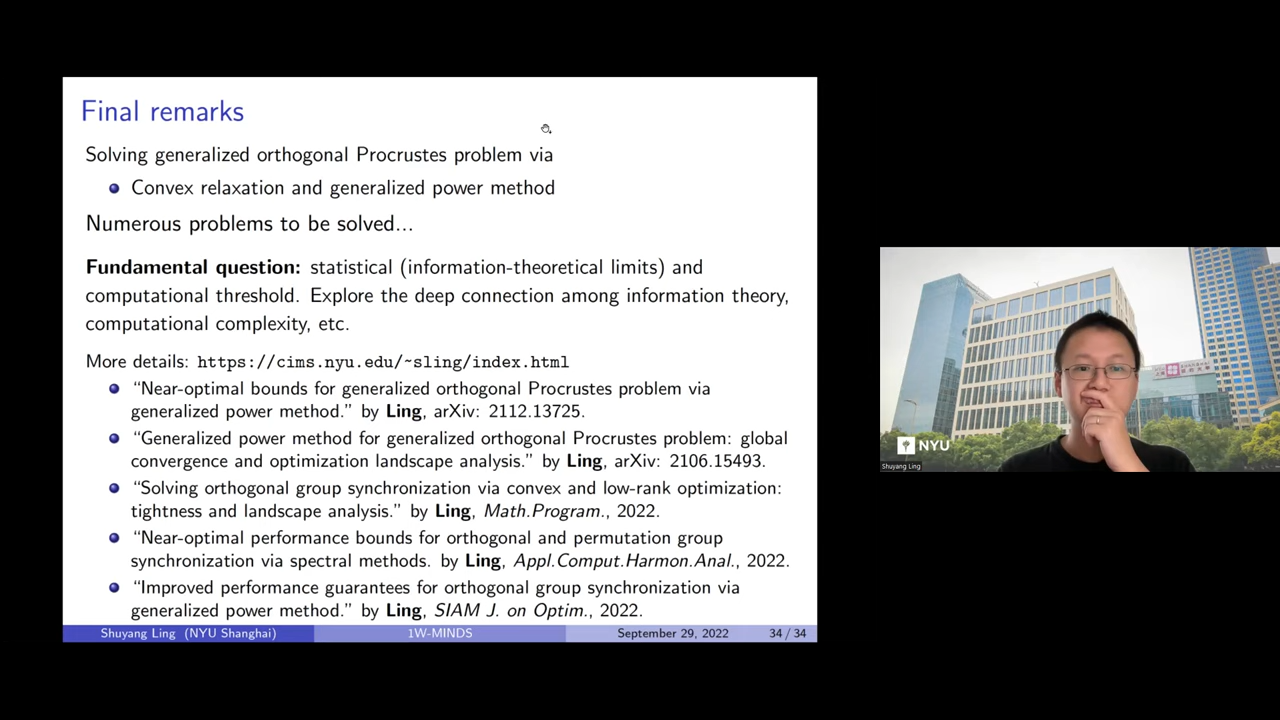 Final remarks
Solving generalized orthogonal Procrustes problem via
Convex relaxation and generalized power method
Numerous problems to be solved...
Fundamental question: statistical (information-theoretical limits) and
computational threshold. Explore the deep connection among information theory,
computational complexity, etc.
More details: https://cims.nyu.edu/~sling/index.html
“Near-optimal bounds for generalized orthogonal Procrustes problem via
generalized power method.” by Ling, arXiv: 2112.13725.
“Generalized power method for generalized orthogonal Procrustes problem: global
convergence and optimization landscape analysis.” by Ling, arXiv: 2106.15493.
“Solving orthogonal group synchronization via convex and low-rank optimization:
tightness and landscape analysis.” by Ling, Math.Program., 2022.
“Near-optimal performance bounds for orthogonal and permutation group
synchronization via spectral methods. by Ling, Appl.Comput.Harmon.Anal., 2022.
“Improved performance guarantees for orthogonal group synchronization via
generalized power method.” by Ling, SIAM J. on Optim., 2022.
Shuyang Ling (NYU Shanghai) 1W-MINDS September 29, 2022 34 / 34
NYU
Shuyang Ling